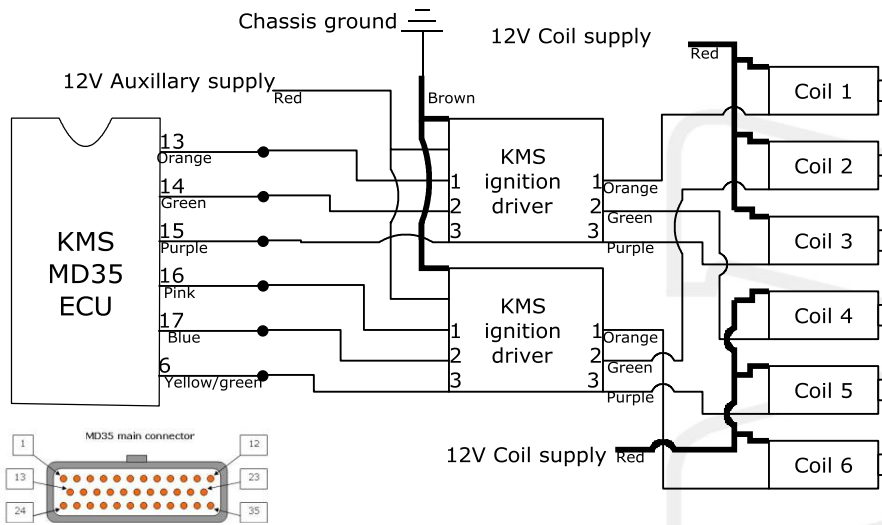 Chassis ground
12V Coil supply
Red
12V Auxillary supply
Red
Brown
Coil 1
13
Orange
KMS
ignition
driver
1
2
3
1
Orange
2
Green
3
Purple
Coil 2
14
Green
15
Purple
KMS
MD35
ECU
Coil 3
16
Pink
17
Blue
6
Yellow/green
KMS
ignition
driver
1
2
3
1
Orange
2
Green
3
Purple
Coil 4
Coil 5
12V Coil supply
Red
Coil 6
MD35 main connector
1
12
13
23
24
35